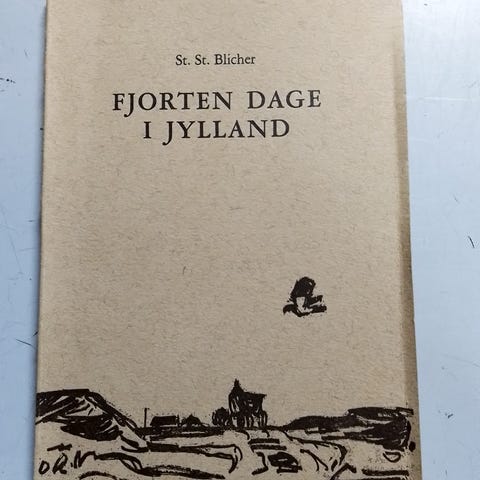 St. St. Blicher
FJORTEN DAGE
I JYLLAND